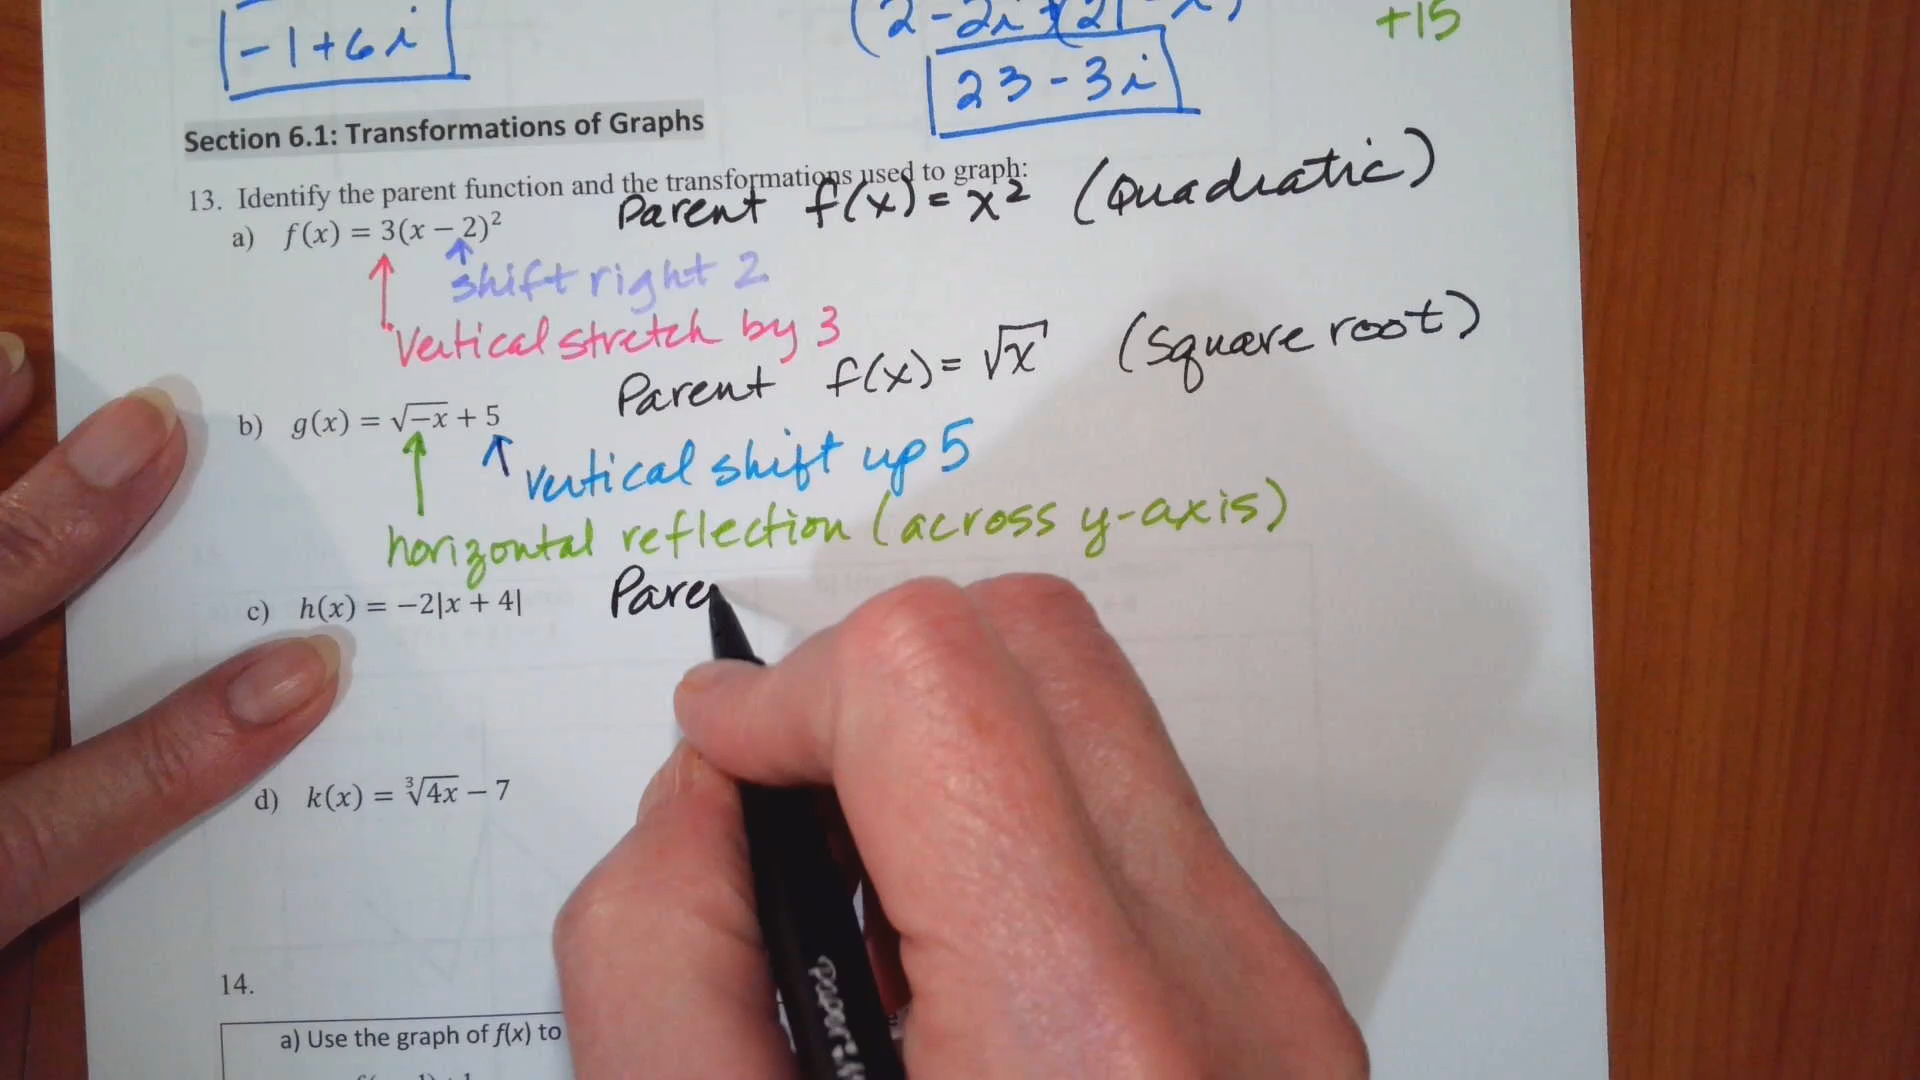 -1+6i
+15
23-3i
Section 6.1: Transformations of Graphs
13. Identify the parent function and the transformations used to graph:
Parent f(x) = x² (Quadratic)
a) f(x) = 3(x − 2)²
shift right 2
Vertical stretch by 3
Parent f(x) = √x (Square root)
b) g(x) = √−x + 5
vertical shift up 5
horizontal reflection (across y-axis)
Pare
c) h(x) = −2|x + 4|
d) k(x) = ∛4x − 7
14.
a) Use the graph of f(x) to